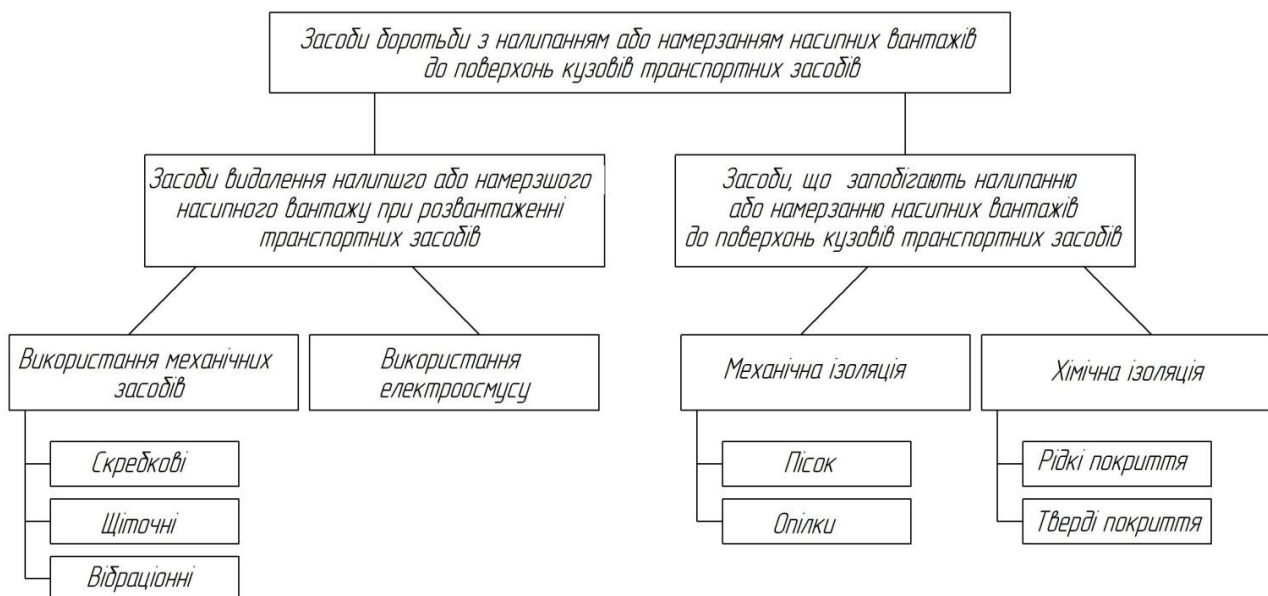 Засоби боротьби з налипанням або намерзанням насипних вантажів
до поверхонь кузовів транспортних засобів
Засоби видалення налипшго або намерзшого
насипного вантажу при розвантаженні
транспортних засобів
Засоби, що запобігають налипанню
або намерзанню насипних вантажів
до поверхонь кузовів транспортних засобів
Використання механічних
засобів
Використання
електроосмусу
Механічна ізоляція
Хімічна ізоляція
Скребкові
Щіточні
Вібраціонні
Пісок
Опілки
Рідкі покриття
Тверді покриття